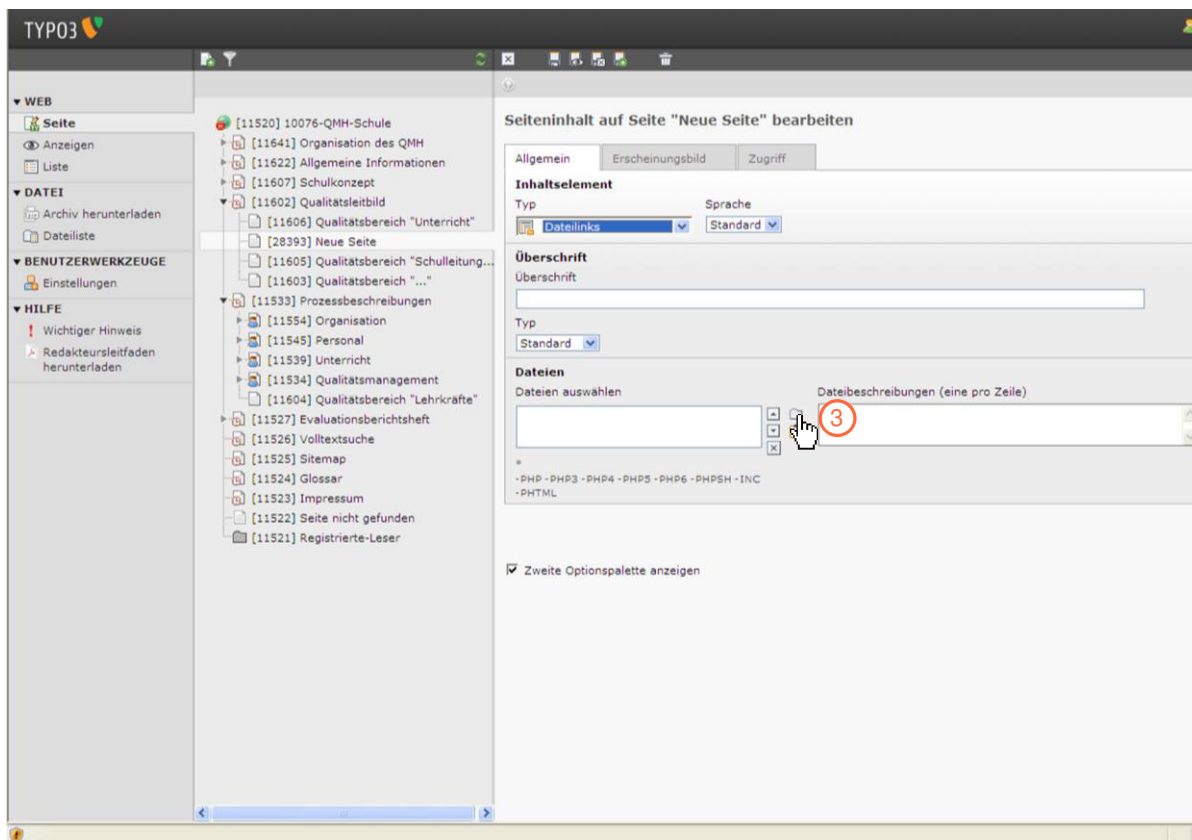 TYPO3
WEB
Seite
Anzeigen
Liste
DATEI
Archiv herunterladen
Dateiliste
BENUTZERWERKZEUGE
Einstellungen
HILFE
Wichtiger Hinweis
Redakteursleitfaden
herunterladen
[11520] 10076-QMH-Schule
[11641] Organisation des QMH
[11622] Allgemeine Informationen
[11607] Schulkonzept
[11602] Qualitätsleitbild
[11606] Qualitätsbereich "Unterricht"
[28393] Neue Seite
[11605] Qualitätsbereich "Schulleitung...
[11603] Qualitätsbereich "..."
[11533] Prozessbeschreibungen
[11554] Organisation
[11545] Personal
[11539] Unterricht
[11534] Qualitätsmanagement
[11604] Qualitätsbereich "Lehrkräfte"
[11527] Evaluationsberichtsheft
[11526] Volltextsuche
[11525] Sitemap
[11524] Glossar
[11523] Impressum
[11522] Seite nicht gefunden
[11521] Registrierte-Leser
Seiteninhalt auf Seite "Neue Seite" bearbeiten
Allgemein Erscheinungsbild Zugriff
Inhaltselement
Typ Sprache
Dateilinks Standard
Überschrift
Überschrift
Typ
Standard
Dateien
Dateien auswählen Dateibeschreibungen (eine pro Zeile)
3
*
-PHP -PHP3 -PHP4 -PHP5 -PHP6 -PHPSH -INC
-PHTML
Zweite Optionspalette anzeigen